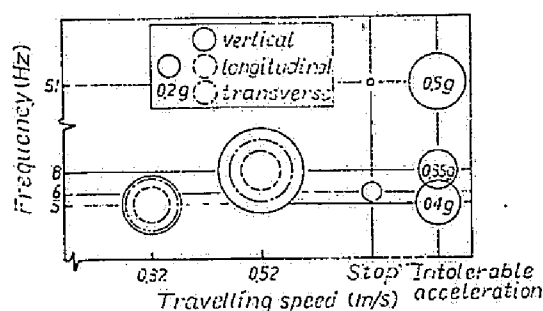 vertical
longitudinal
0,2g transverse
0,5g
0,35g
0,4g
Frequency (Hz)
51
8
6
5
0,32 0,52 Stop Intolerable
Travelling speed (m/s) acceleration